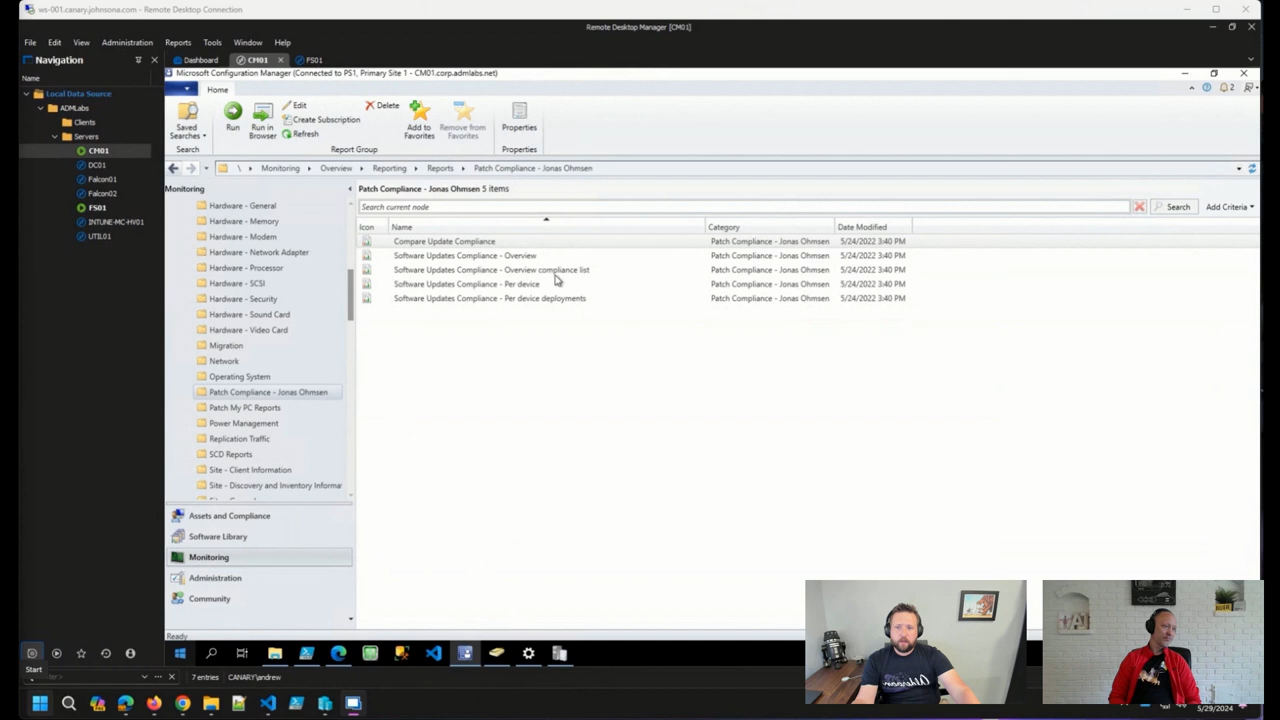 ws-001.canary.johnsona.com - Remote Desktop Connection
Remote Desktop Manager [CM01]
File Edit View Administration Reports Tools Window Help
Navigation
Dashboard CM01 FS01
Name
Microsoft Configuration Manager (Connected to PS1, Primary Site 1 - CM01.corp.admlabs.net)
Local Data Source
ADMLabs
Clients
Servers
CM01
DC01
Falcon01
Falcon02
FS01
INTUNE-MC-HV01
UTIL01
Home
2
Saved Searches
Run
Run in Browser
Edit
Create Subscription
Refresh
Delete
Add to Favorites
Remove from Favorites
Properties
Search
Report Group
Properties
\ Monitoring Overview Reporting Reports Patch Compliance - Jonas Ohmsen
Monitoring
Hardware - General
Hardware - Memory
Hardware - Modem
Hardware - Network Adapter
Hardware - Processor
Hardware - SCSI
Hardware - Security
Hardware - Sound Card
Hardware - Video Card
Migration
Network
Operating System
Patch Compliance - Jonas Ohmsen
Patch My PC Reports
Power Management
Replication Traffic
SCD Reports
Site - Client Information
Site - Discovery and Inventory Informa
Assets and Compliance
Software Library
Monitoring
Administration
Community
Patch Compliance - Jonas Ohmsen 5 items
Search current node
Search
Add Criteria
Icon Name Category Date Modified
Compare Update Compliance Patch Compliance - Jonas Ohmsen 5/24/2022 3:40 PM
Software Updates Compliance - Overview Patch Compliance - Jonas Ohmsen 5/24/2022 3:40 PM
Software Updates Compliance - Overview compliance list Patch Compliance - Jonas Ohmsen 5/24/2022 3:40 PM
Software Updates Compliance - Per device Patch Compliance - Jonas Ohmsen 5/24/2022 3:40 PM
Software Updates Compliance - Per device deployments Patch Compliance - Jonas Ohmsen 5/24/2022 3:40 PM
Ready
Start
7 entries CANARY\andrew
5/29/2024